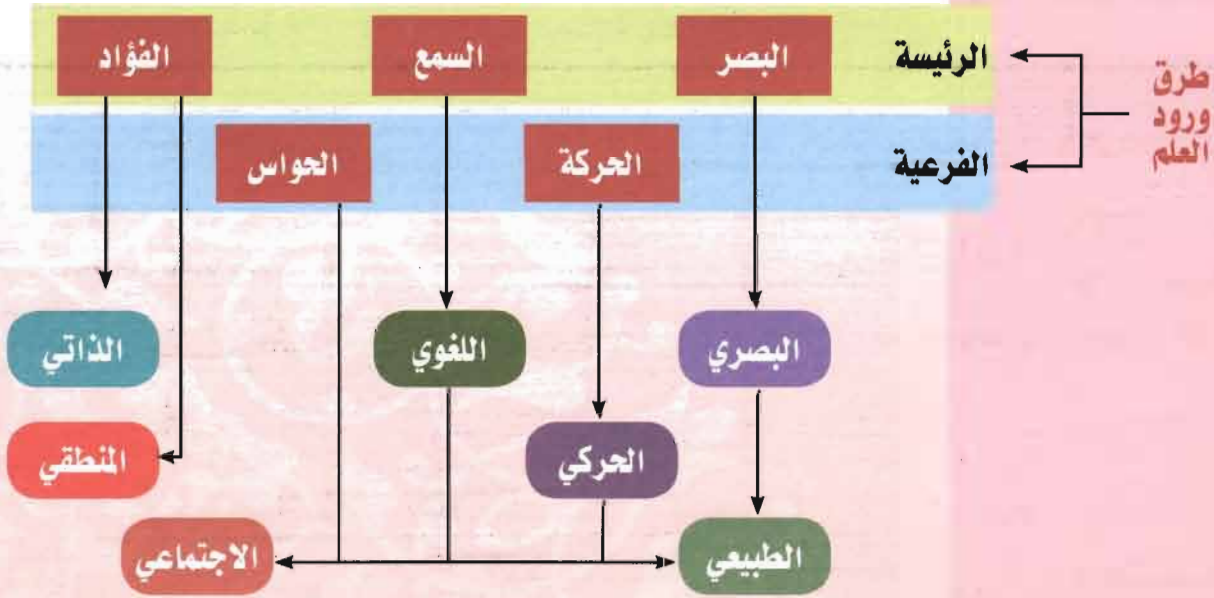 طرق
ورود
العلم
الرئيسة
البصر
السمع
الفؤاد
الفرعية
الحركة
الحواس
البصري
اللغوي
الذاتي
الحركي
المنطقي
الطبيعي
الاجتماعي